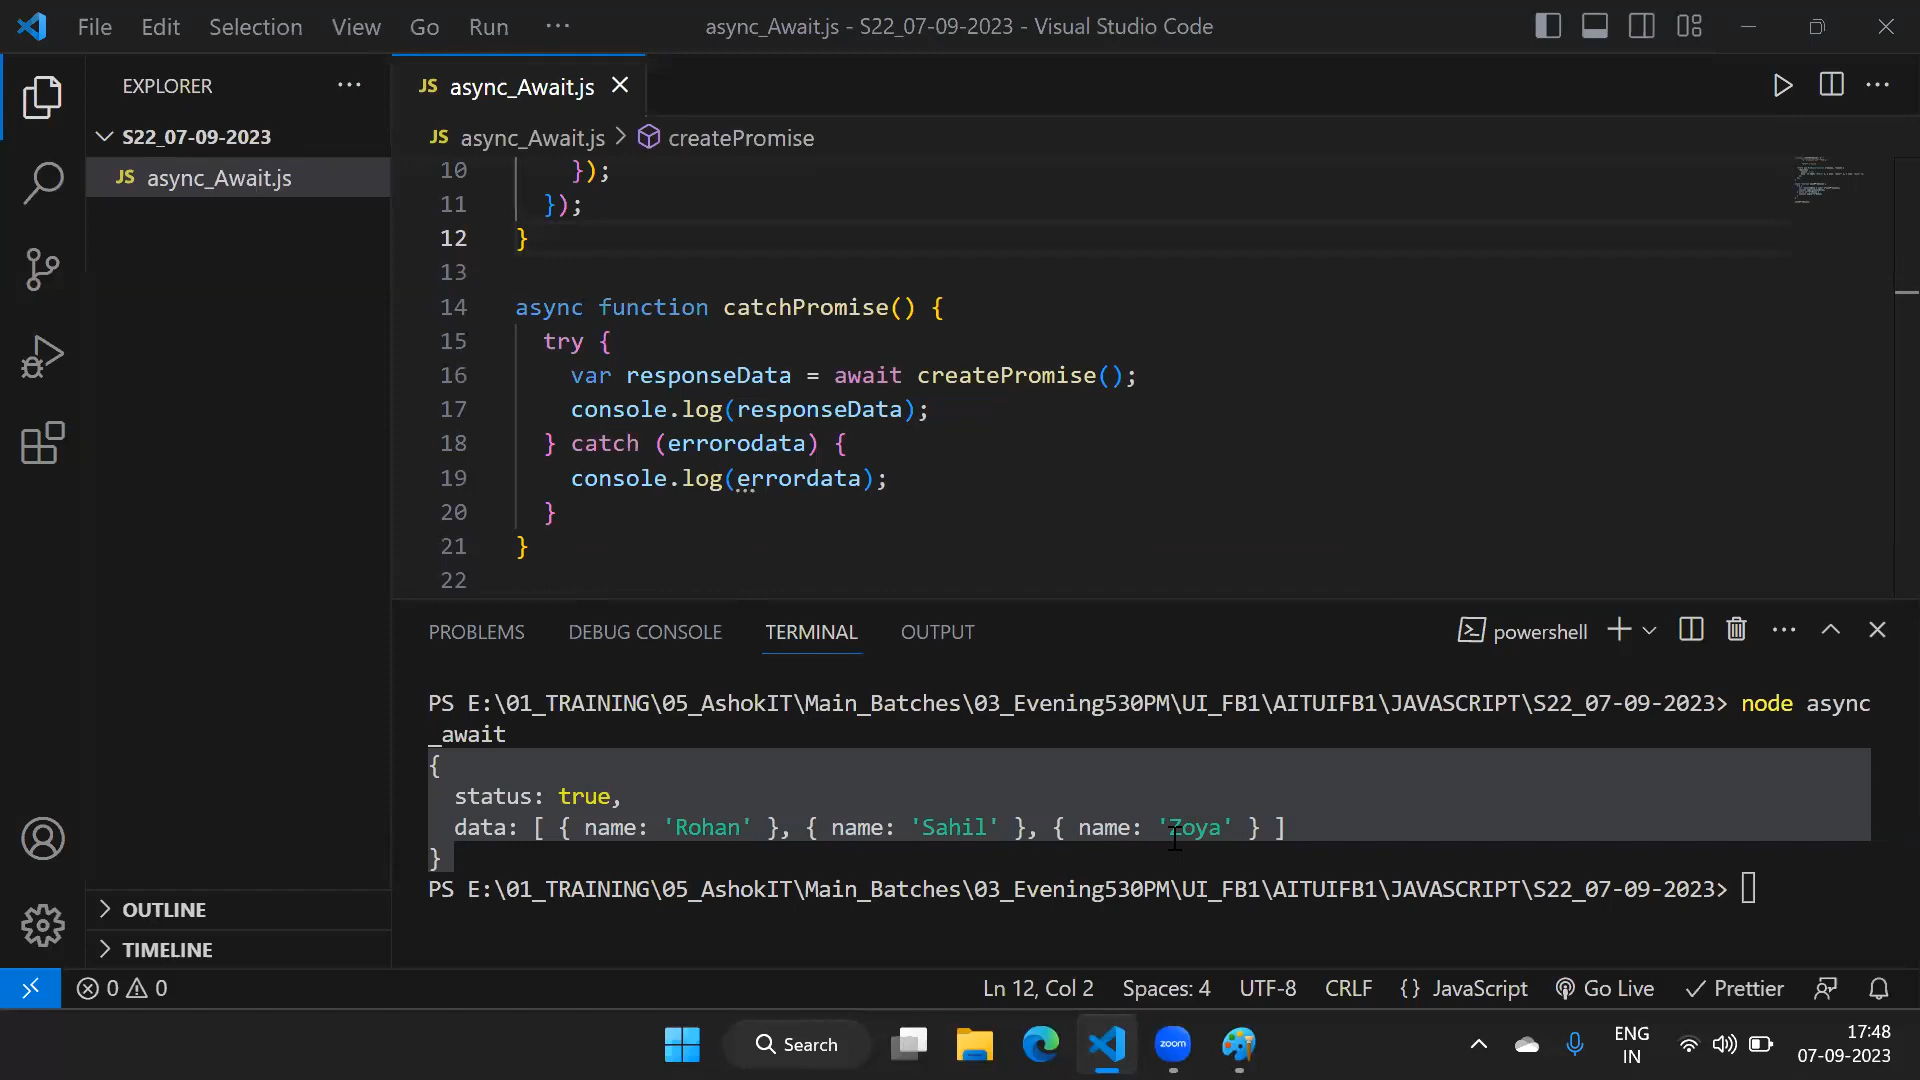 File Edit Selection View Go Run ··· async_Await.js - S22_07-09-2023 - Visual Studio Code
EXPLORER ···
JS async_Await.js
S22_07-09-2023
JS async_Await.js
JS async_Await.js > createPromise
10 });
11 });
12 }
13
14 async function catchPromise() {
15 try {
16 var responseData = await createPromise();
17 console.log(responseData);
18 } catch (errorodata) {
19 console.log(errordata);
20 }
21 }
22
PROBLEMS DEBUG CONSOLE TERMINAL OUTPUT powershell
PS E:\01_TRAINING\05_AshokIT\Main_Batches\03_Evening530PM\UI_FB1\AITUIFB1\JAVASCRIPT\S22_07-09-2023> node async
_await
{
status: true,
data: [ { name: 'Rohan' }, { name: 'Sahil' }, { name: 'Zoya' } ]
}
PS E:\01_TRAINING\05_AshokIT\Main_Batches\03_Evening530PM\UI_FB1\AITUIFB1\JAVASCRIPT\S22_07-09-2023>
OUTLINE
TIMELINE
0 0 Ln 12, Col 2 Spaces: 4 UTF-8 CRLF {} JavaScript Go Live Prettier
Search
zoom
ENG
IN
17:48
07-09-2023